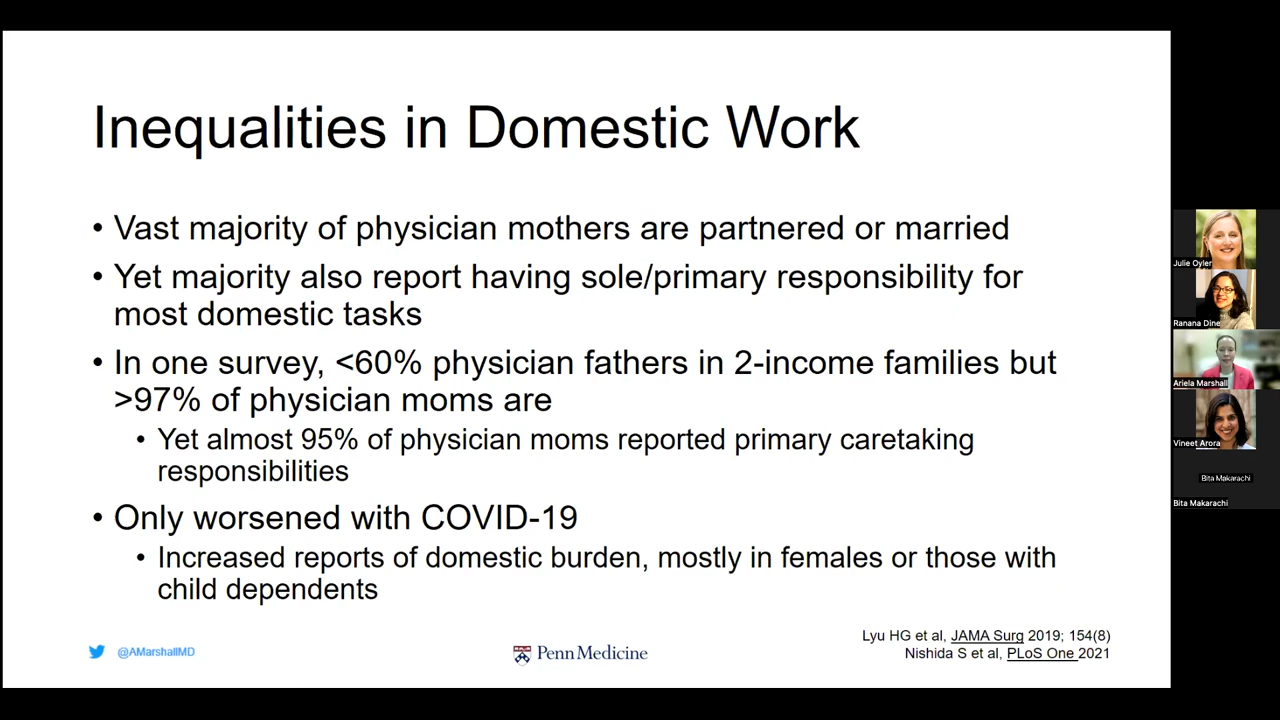 Inequalities in Domestic Work
• Vast majority of physician mothers are partnered or married
• Yet majority also report having sole/primary responsibility for
most domestic tasks
• In one survey, <60% physician fathers in 2-income families but
>97% of physician moms are
• Yet almost 95% of physician moms reported primary caretaking
responsibilities
• Only worsened with COVID-19
• Increased reports of domestic burden, mostly in females or those with
child dependents
Lyu HG et al, JAMA Surg 2019; 154(8)
Nishida S et al, PLoS One 2021
@AMarshallMD
Penn Medicine
Julie Oyler
Ranana Dine
Ariela Marshall
Vineet Arora
Bita Makarachi
Bita Makarachi